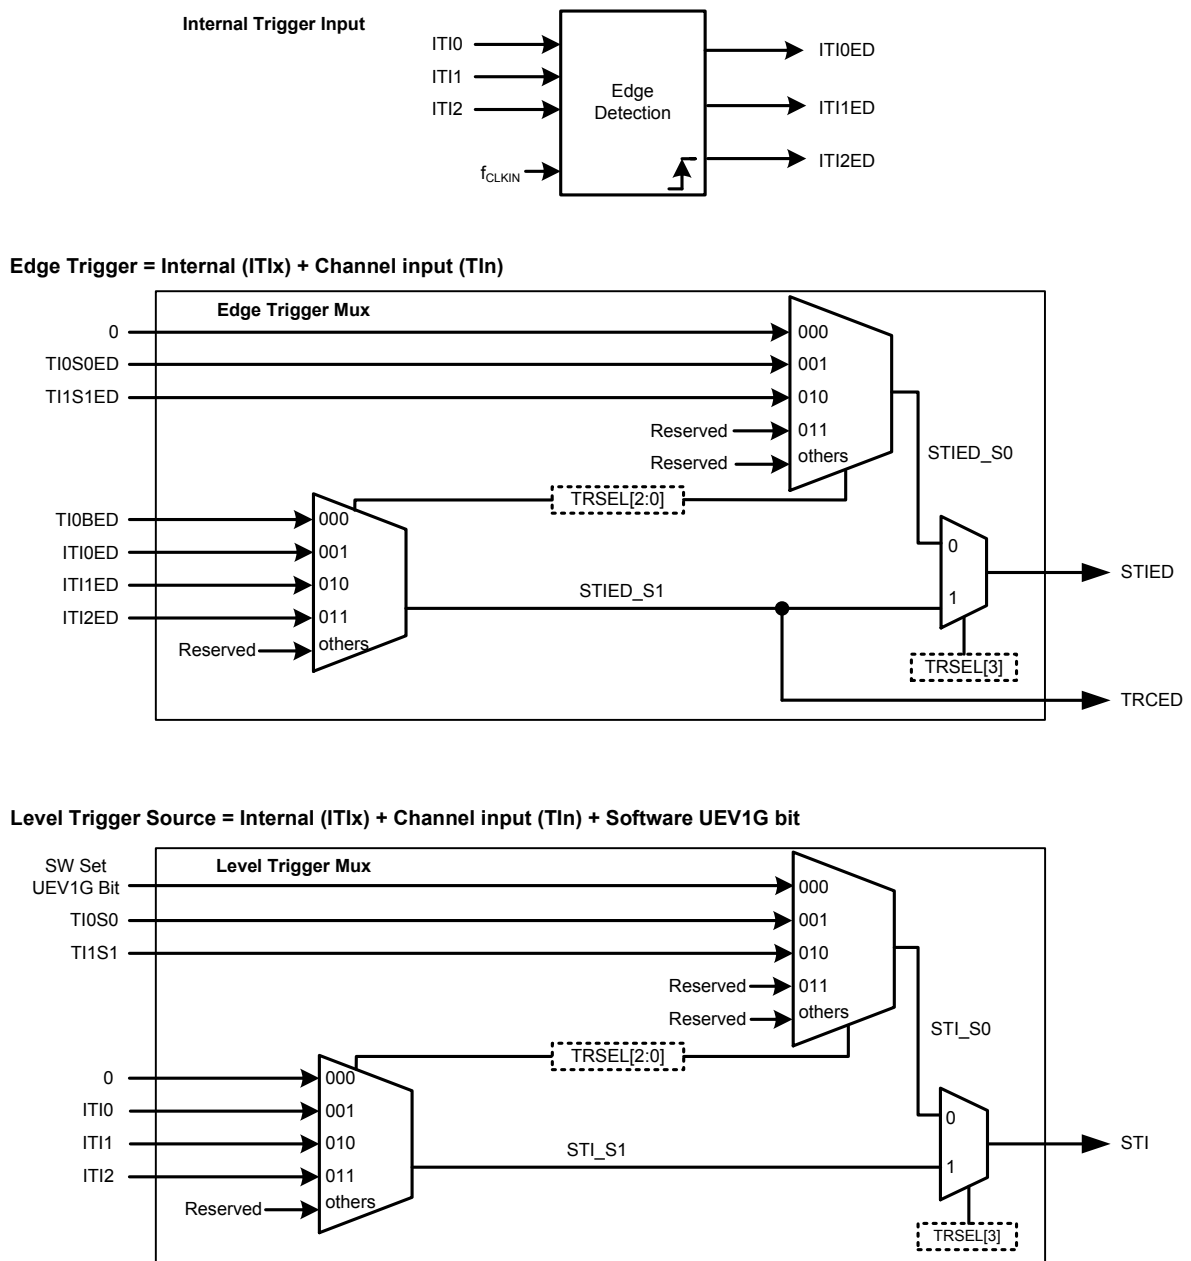 Internal Trigger Input
ITI0
ITI1
ITI2
f_CLKIN
Edge
Detection
ITI0ED
ITI1ED
ITI2ED
Edge Trigger = Internal (ITIx) + Channel input (TIn)
Edge Trigger Mux
0
TI0S0ED
TI1S1ED
Reserved
Reserved
000
001
010
011
others
STIED_S0
TRSEL[2:0]
TI0BED
ITI0ED
ITI1ED
ITI2ED
Reserved
000
001
010
011
others
STIED_S1
0
1
STIED
TRSEL[3]
TRCED
Level Trigger Source = Internal (ITIx) + Channel input (TIn) + Software UEV1G bit
SW Set
UEV1G Bit
Level Trigger Mux
TI0S0
TI1S1
Reserved
Reserved
000
001
010
011
others
STI_S0
TRSEL[2:0]
0
ITI0
ITI1
ITI2
Reserved
000
001
010
011
others
STI_S1
0
1
STI
TRSEL[3]